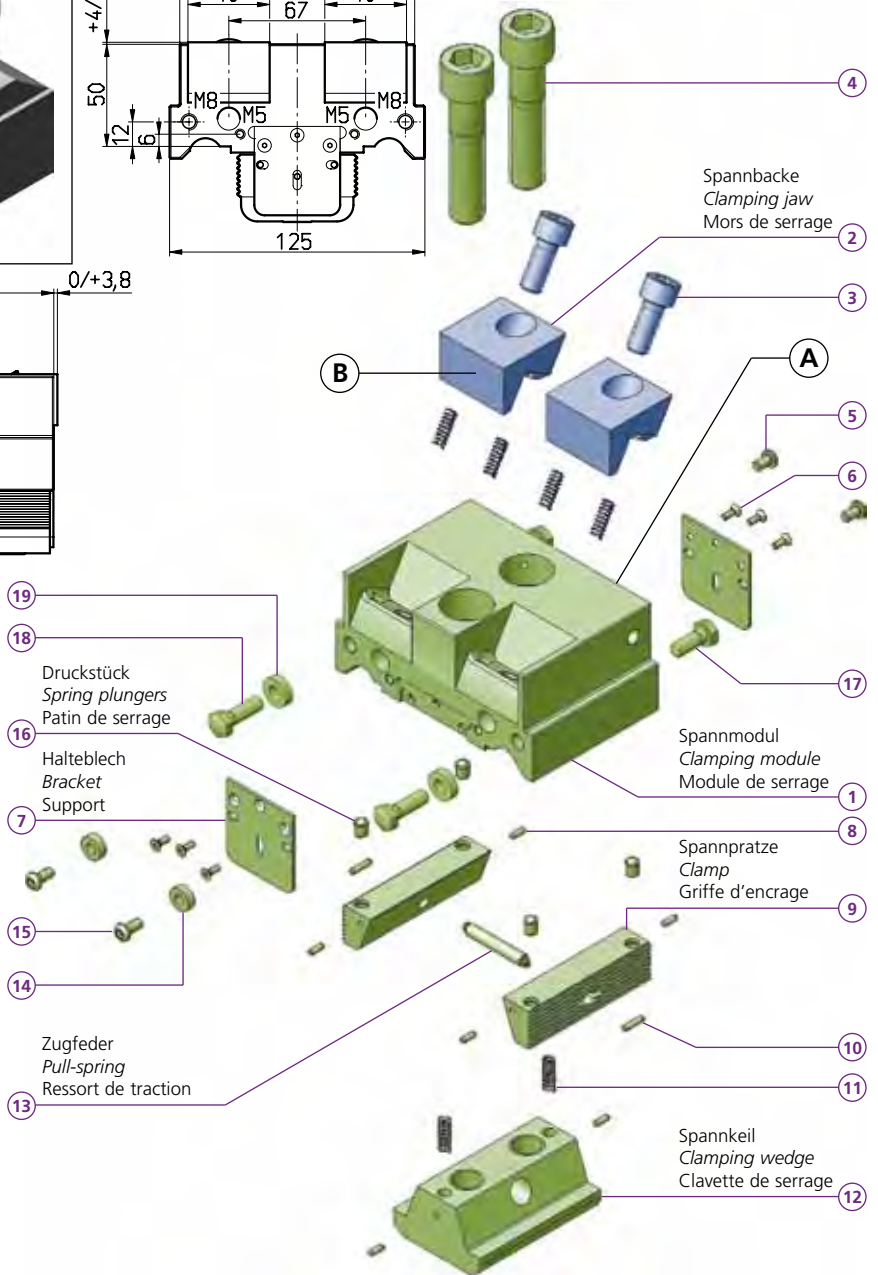 67
50
M8
M5
M5
M8
12
6
125
0/+3,8
4
Spannbacke
Clamping jaw
Mors de serrage
2
3
B
A
5
6
19
18
17
Druckstück
Spring plungers
Patin de serrage
16
Halteblech
Bracket
Support
7
Spannmodul
Clamping module
Module de serrage
1
8
Spannpratze
Clamp
Griffe d'encrage
9
15
14
10
Zugfeder
Pull-spring
Ressort de traction
13
11
Spannkeil
Clamping wedge
Clavette de serrage
12